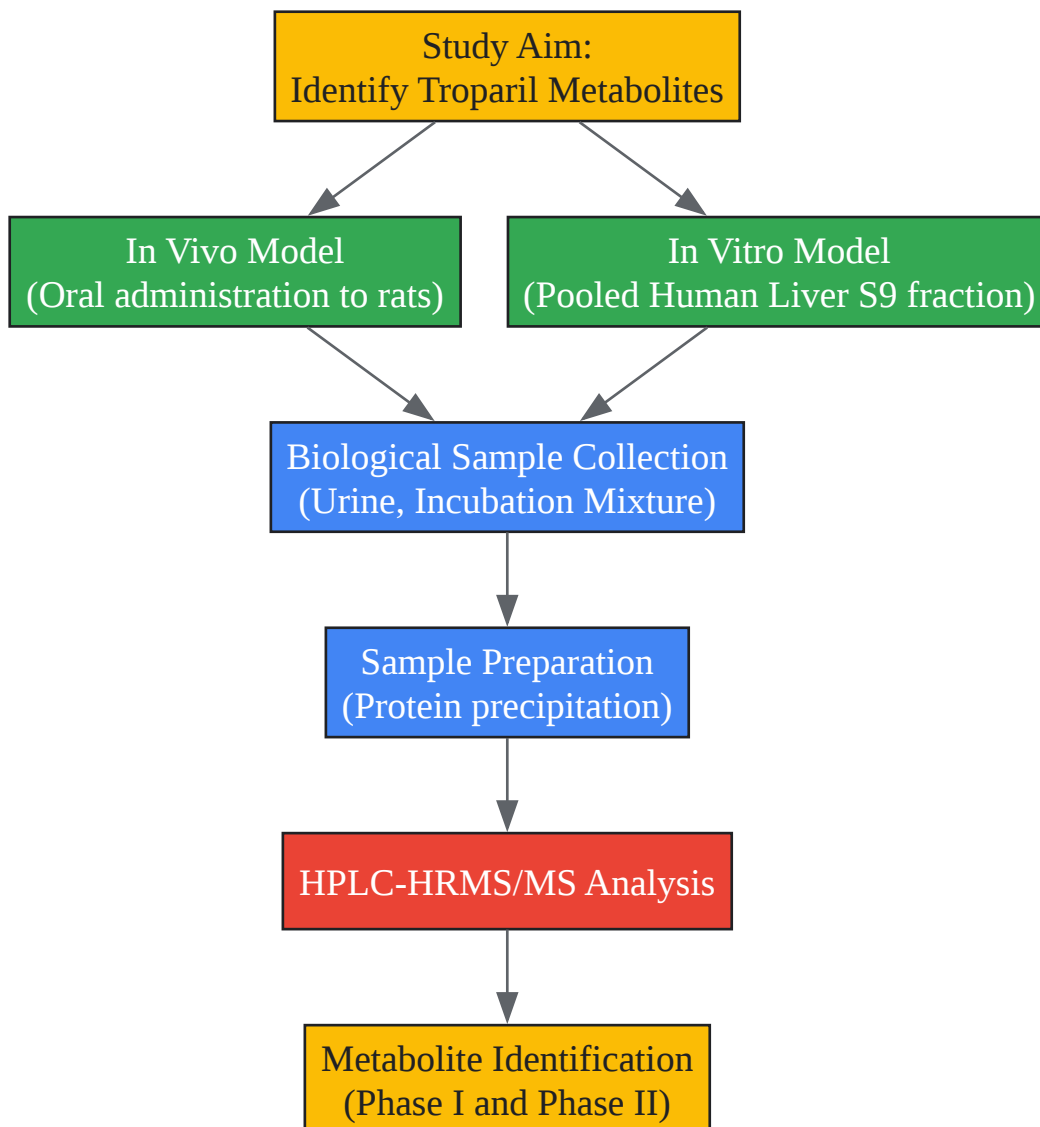 Study Aim:
Identify Troparil Metabolites
In Vivo Model
(Oral administration to rats)
In Vitro Model
(Pooled Human Liver S9 fraction)
Biological Sample Collection
(Urine, Incubation Mixture)
Sample Preparation
(Protein precipitation)
HPLC-HRMS/MS Analysis
Metabolite Identification
(Phase I and Phase II)